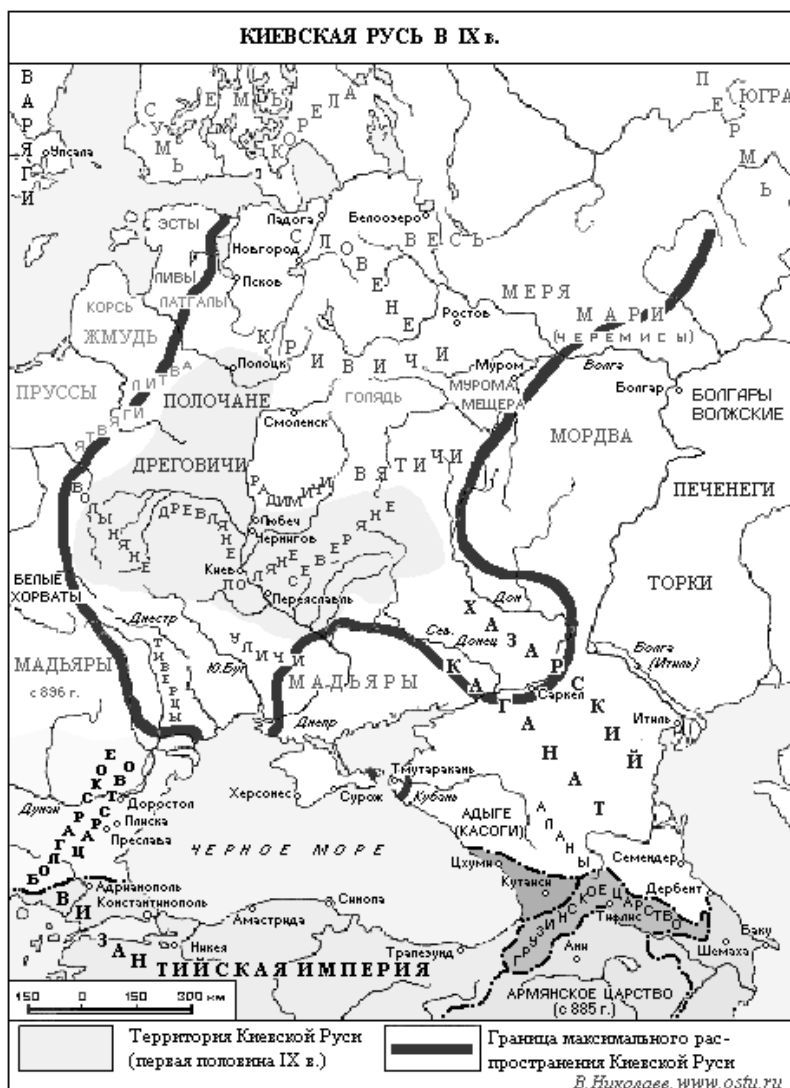 КИЕВСКАЯ РУСЬ В IX в.
ВАРЯГИ
СУМЬ
ЕМЬ
КОРЕЛА
ПЕРМЬ
ЮГРА
Упсала
ЭСТЫ
Ладога
Белоозеро
Новгород
СЛОВЕНЕ
ВЕСЬ
ЛИВЫ
Псков
КОРСЬ
ЛАТГАЛЫ
МЕРЯ
Ростов
МАРИ
(ЧЕРЕМИСЫ)
ЖМУДЬ
КРИВИЧИ
Полоцк
Муром
Волга
Болгар
ЛИТВА
ПРУССЫ
ПОЛОЧАНЕ
ГОЛЯДЬ
МУРОМА
МЕЩЕРА
БОЛГАРЫ
ВОЛЖСКИЕ
ЯТВЯГИ
Смоленск
МОРДВА
ДРЕГОВИЧИ
РАДИМИЧИ
ВЯТИЧИ
ПЕЧЕНЕГИ
ВОЛЫНЯНЕ
ДРЕВЛЯНЕ
Любеч
Чернигов
СЕВЕРЯНЕ
Киев
ПОЛЯНЕ
Переяславль
БЕЛЫЕ
ХОРВАТЫ
ТОРКИ
Дон
Днестр
УЛИЧИ
Сев.
Донец
ХАЗАРСКИЙ
КАГАНАТ
Волга
(Итиль)
МАДЬЯРЫ
с 896 г.
ТИВЕРЦЫ
Ю.Буг
МАДЬЯРЫ
Саркел
Днепр
Итиль
Тмутаракань
Херсонес
Сурож
Кубань
Дунай
БОЛГАРСКОЕ
ЦАРСТВО
Доростол
Плиска
Преслава
АДЫГЕ
(КАСОГИ)
АЛАНЫ
ЧЕРНОЕ МОРЕ
Цхуми
Семендер
Кутаиси
Дербент
Адрианополь
Константинополь
Синопа
Амастрида
ГРУЗИНСКОЕ ЦАРСТВО
Тифлис
Баку
Шемаха
Никея
Трапезунд
Ани
ВИЗАНТИЙСКАЯ ИМПЕРИЯ
АРМЯНСКОЕ ЦАРСТВО
(с 885 г.)
150 0 150 300 км
Территория Киевской Руси
(первая половина IX в.)
Граница максимального рас-
пространения Киевской Руси
В.Николаев, www.ostu.ru